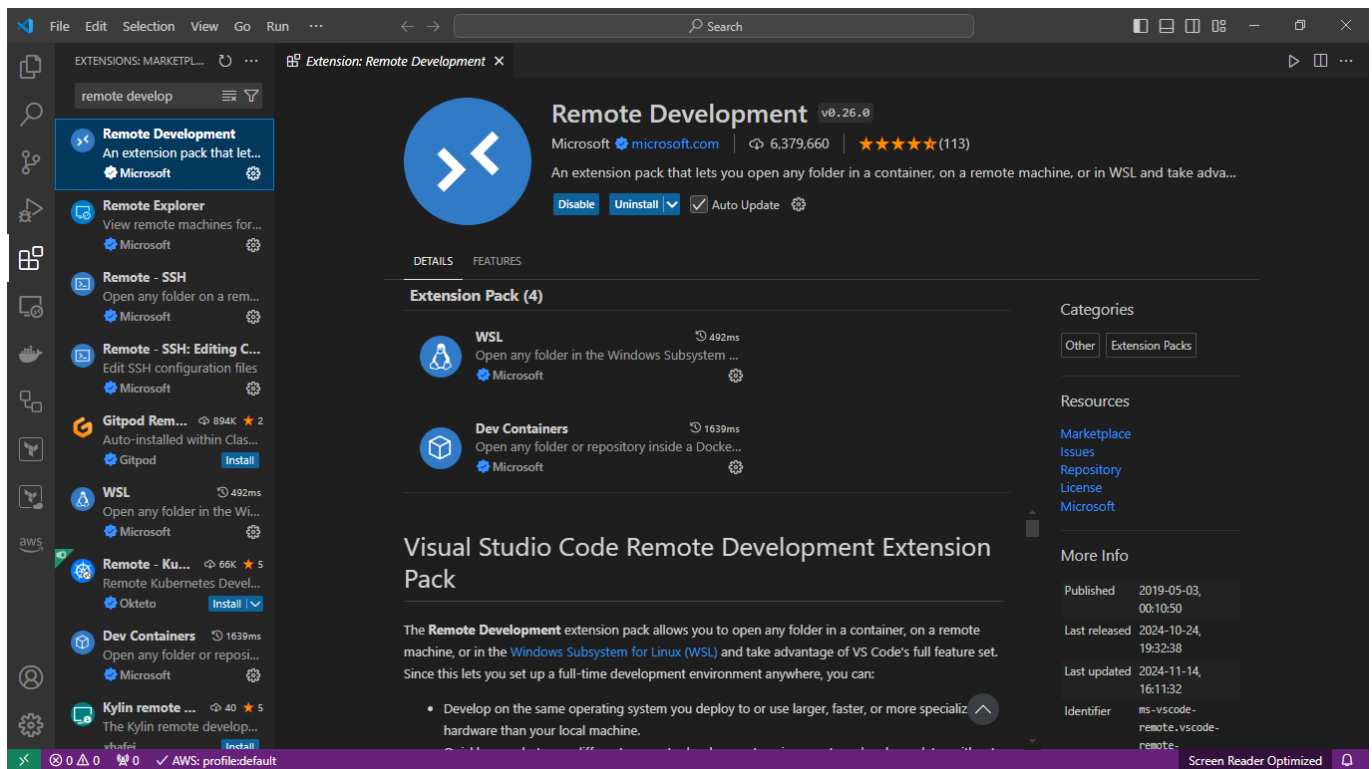 File Edit Selection View Go Run ···
Search
EXTENSIONS: MARKETPL...
remote develop
Remote Development
An extension pack that let...
Microsoft
Remote Explorer
View remote machines for...
Microsoft
Remote - SSH
Open any folder on a rem...
Microsoft
Remote - SSH: Editing C...
Edit SSH configuration files
Microsoft
Gitpod Rem... 894K ★ 2
Auto-installed within Clas...
Gitpod Install
WSL 492ms
Open any folder in the Wi...
Microsoft
Remote - Ku... 66K ★ 5
Remote Kubernetes Devel...
Okteto Install
Dev Containers 1639ms
Open any folder or reposi...
Microsoft
Kylin remote ... 40 ★ 5
The Kylin remote develop...
xhafei Install
aws
Extension: Remote Development
Remote Development v0.26.0
Microsoft microsoft.com 6,379,660 (113)
An extension pack that lets you open any folder in a container, on a remote machine, or in WSL and take adva...
Disable Uninstall Auto Update
DETAILS FEATURES
Extension Pack (4)
WSL 492ms
Open any folder in the Windows Subsystem ...
Microsoft
Dev Containers 1639ms
Open any folder or repository inside a Docke...
Microsoft
Visual Studio Code Remote Development Extension
Pack
The Remote Development extension pack allows you to open any folder in a container, on a remote
machine, or in the Windows Subsystem for Linux (WSL) and take advantage of VS Code's full feature set.
Since this lets you set up a full-time development environment anywhere, you can:
• Develop on the same operating system you deploy to or use larger, faster, or more specializ
hardware than your local machine.
Categories
Other Extension Packs
Resources
Marketplace
Issues
Repository
License
Microsoft
More Info
Published 2019-05-03,
00:10:50
Last released 2024-10-24,
19:32:38
Last updated 2024-11-14,
16:11:32
Identifier ms-vscode-
remote.vscode-
remote-
0 0 0 AWS: profile:default
Screen Reader Optimized